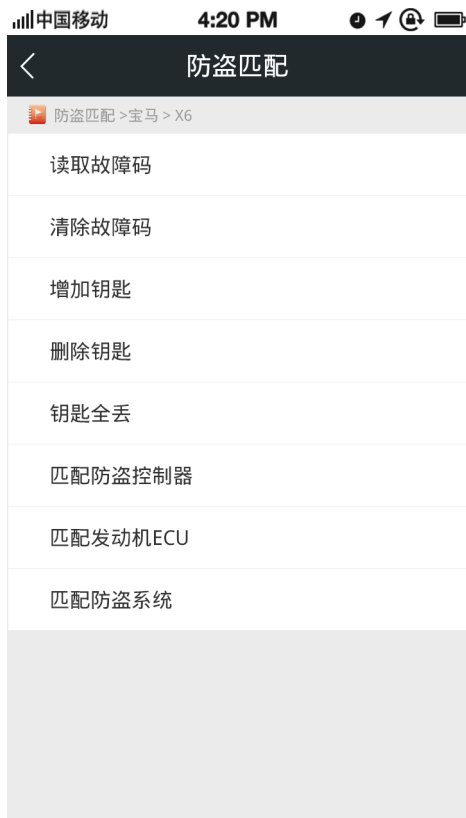 中国移动 4:20 PM
防盗匹配
防盗匹配 >宝马 > X6
读取故障码
清除故障码
增加钥匙
删除钥匙
钥匙全丢
匹配防盗控制器
匹配发动机ECU
匹配防盗系统